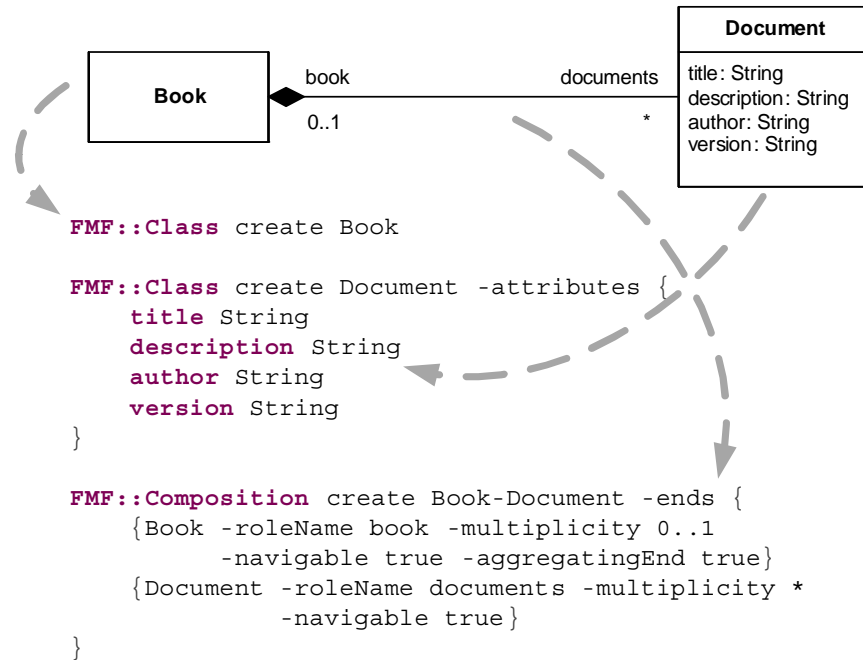 Document
book
documents
Book
0..1
*
title: String
description: String
author: String
version: String
FMF::Class create Book
FMF::Class create Document -attributes {
title String
description String
author String
version String
}
FMF::Composition create Book-Document -ends {
{Book -roleName book -multiplicity 0..1
-navigable true -aggregatingEnd true}
{Document -roleName documents -multiplicity *
-navigable true}
}